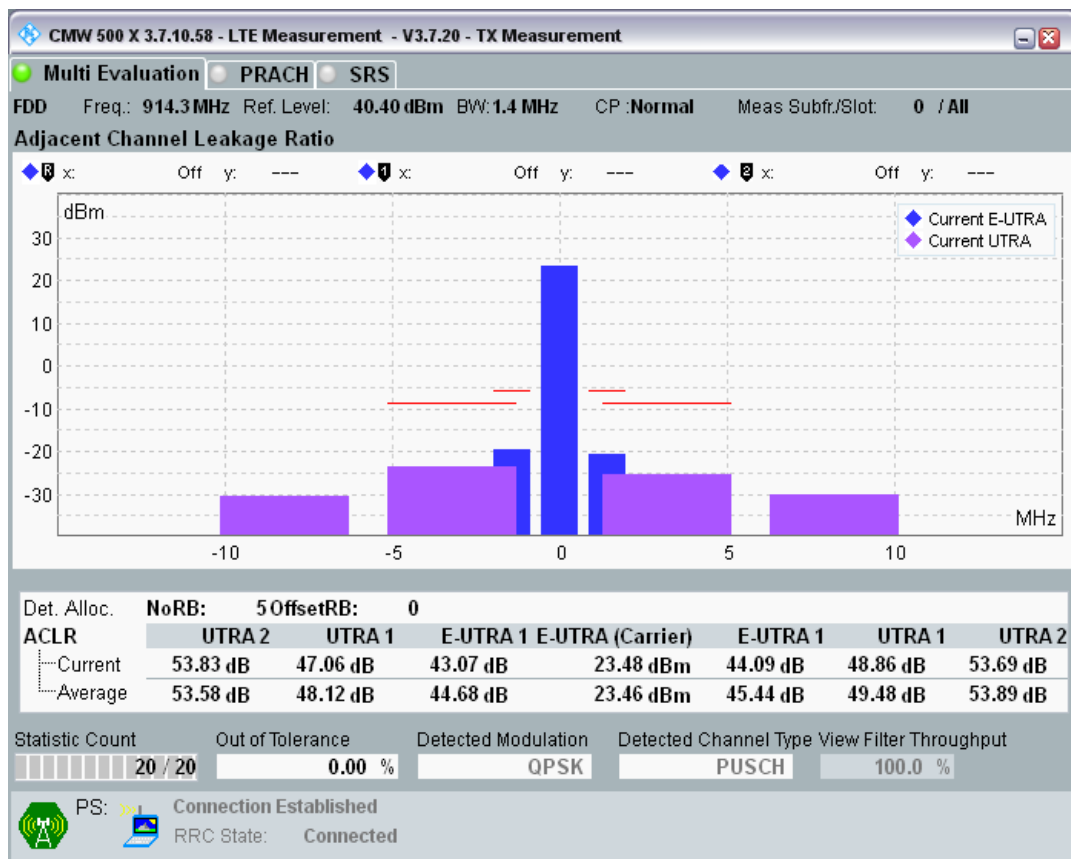 CMW 500 X 3.7.10.58 - LTE Measurement - V3.7.20 - TX Measurement
Multi Evaluation PRACH SRS
FDD Freq.: 914.3 MHz Ref. Level: 40.40 dBm BW: 1.4 MHz CP :Normal Meas Subfr./Slot: 0 / All
Adjacent Channel Leakage Ratio
R x: Off y: --- 1 x: Off y: --- 2 x: Off y: ---
dBm
Current E-UTRA
Current UTRA
30
20
10
0
-10
-20
-30
MHz
-10 -5 0 5 10
Det. Alloc. NoRB: 5 OffsetRB: 0
ACLR UTRA 2 UTRA 1 E-UTRA 1 E-UTRA (Carrier) E-UTRA 1 UTRA 1 UTRA 2
Current 53.83 dB 47.06 dB 43.07 dB 23.48 dBm 44.09 dB 48.86 dB 53.69 dB
Average 53.58 dB 48.12 dB 44.68 dB 23.46 dBm 45.44 dB 49.48 dB 53.89 dB
Statistic Count Out of Tolerance Detected Modulation Detected Channel Type View Filter Throughput
20 / 20 0.00 % QPSK PUSCH 100.0 %
PS: Connection Established
RRC State: Connected